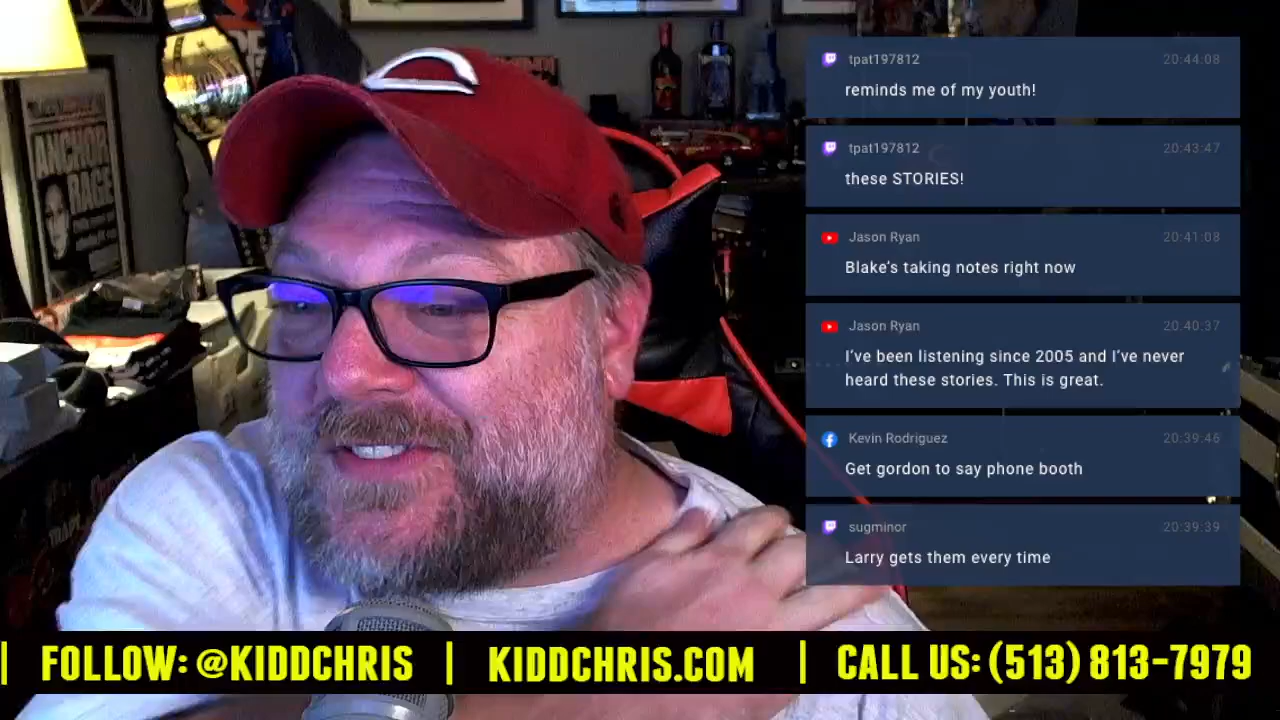 ANCHOR
RAGE
tpat197812 20:44:08
reminds me of my youth!
tpat197812 20:43:47
these STORIES!
Jason Ryan 20:41:08
Blake's taking notes right now
Jason Ryan 20:40:37
I've been listening since 2005 and I've never
heard these stories. This is great.
Kevin Rodriguez 20:39:46
Get gordon to say phone booth
sugminor 20:39:39
Larry gets them every time
| FOLLOW: @KIDDCHRIS | KIDDCHRIS.COM | CALL US: (513) 813-7979